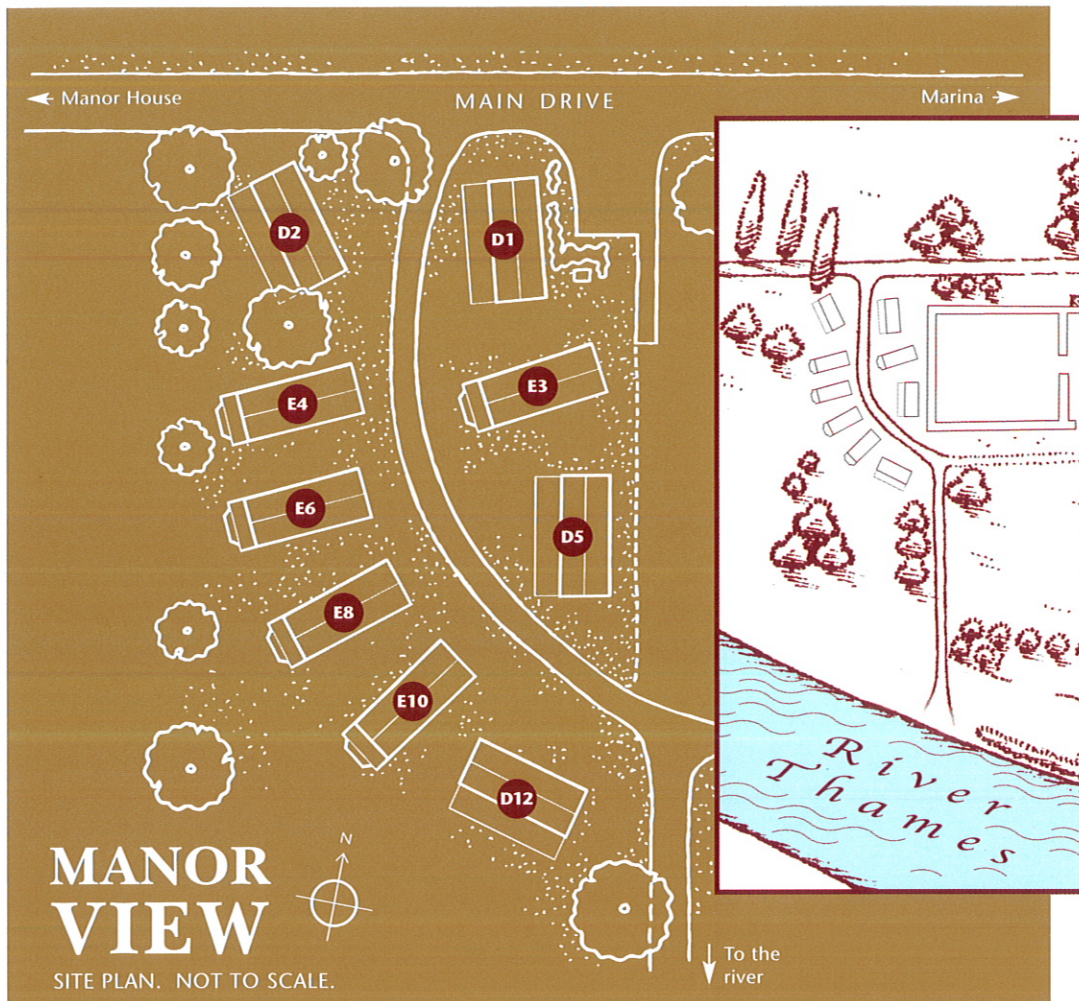 Manor House
MAIN DRIVE
Marina
D2
D1
E4
E3
E6
D5
E8
E10
D12
River
Thames
MANOR
VIEW
N
SITE PLAN. NOT TO SCALE.
To the
river